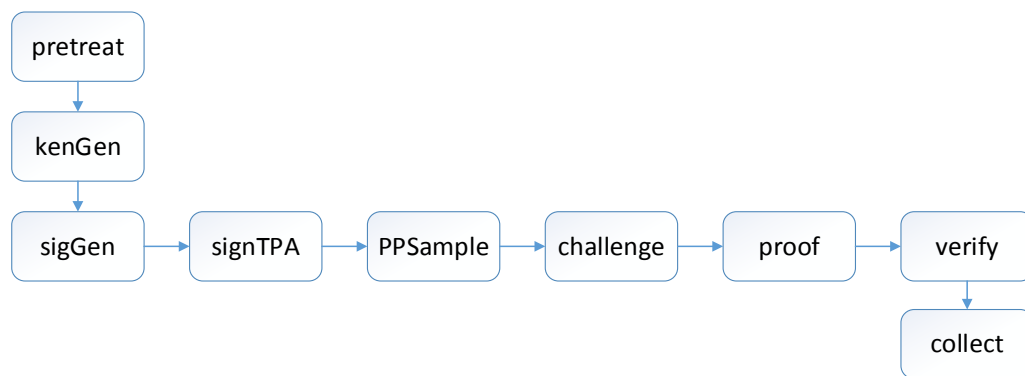 pretreat
kenGen
sigGen
signTPA
PPSample
challenge
proof
verify
collect